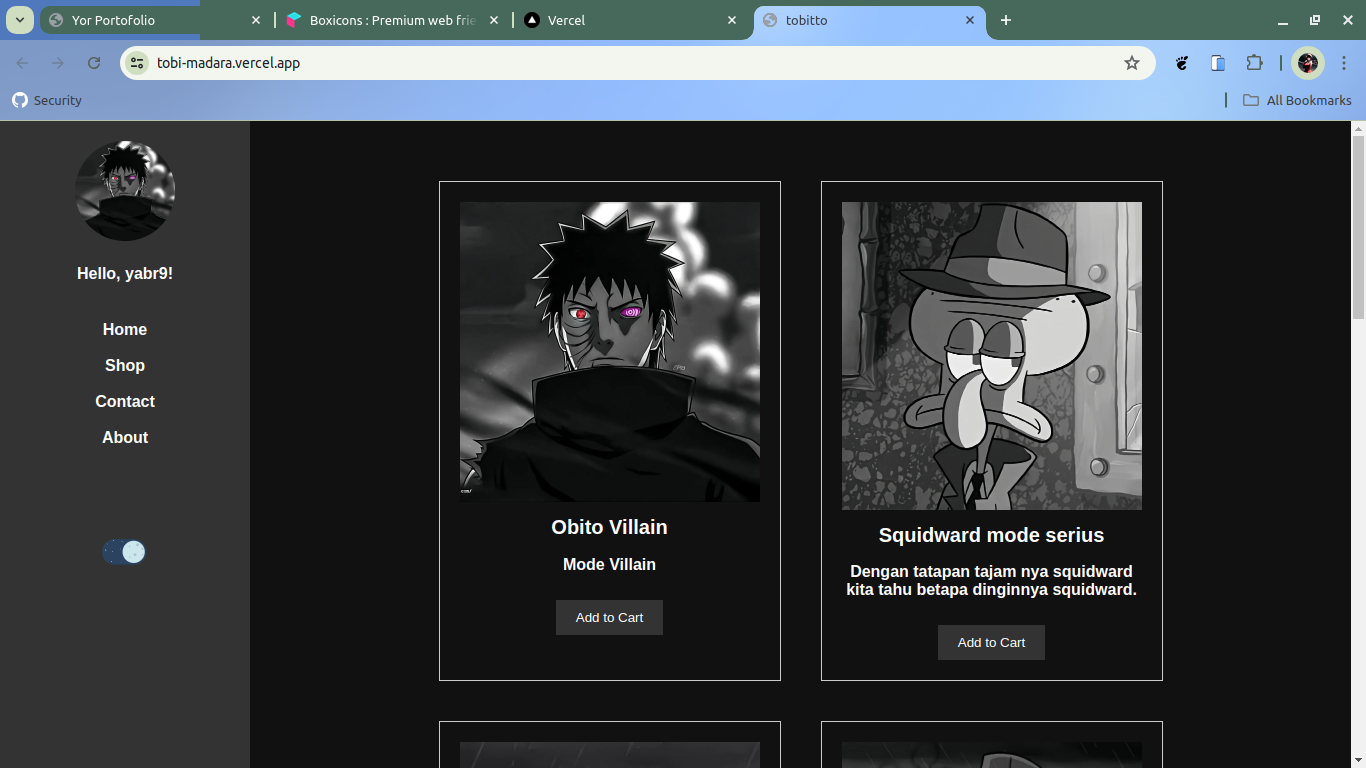 Yor Portofolio
Boxicons : Premium web frie
Vercel
tobitto
tobi-madara.vercel.app
Security
All Bookmarks
Hello, yabr9!
Home
Shop
Contact
About
Obito Villain
Mode Villain
Add to Cart
Squidward mode serius
Dengan tatapan tajam nya squidward
kita tahu betapa dinginnya squidward.
Add to Cart